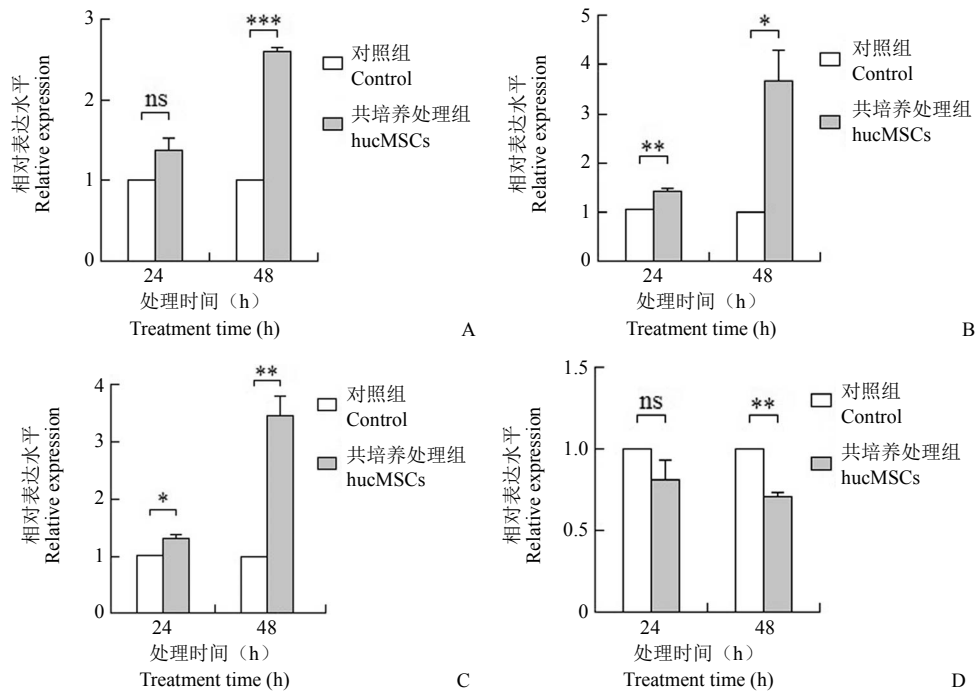 3
2
1
0
相对表达水平
Relative expression
ns
***
24
48
处理时间（h）
Treatment time (h)
对照组
Control
共培养处理组
hucMSCs
A
5
4
3
2
1
0
相对表达水平
Relative expression
**
*
24
48
处理时间（h）
Treatment time (h)
对照组
Control
共培养处理组
hucMSCs
B
4
3
2
1
0
相对表达水平
Relative expression
*
**
24
48
处理时间（h）
Treatment time (h)
对照组
Control
共培养处理组
hucMSCs
C
1.5
1.0
0.5
0
相对表达水平
Relative expression
ns
**
24
48
处理时间（h）
Treatment time (h)
对照组
Control
共培养处理组
hucMSCs
D